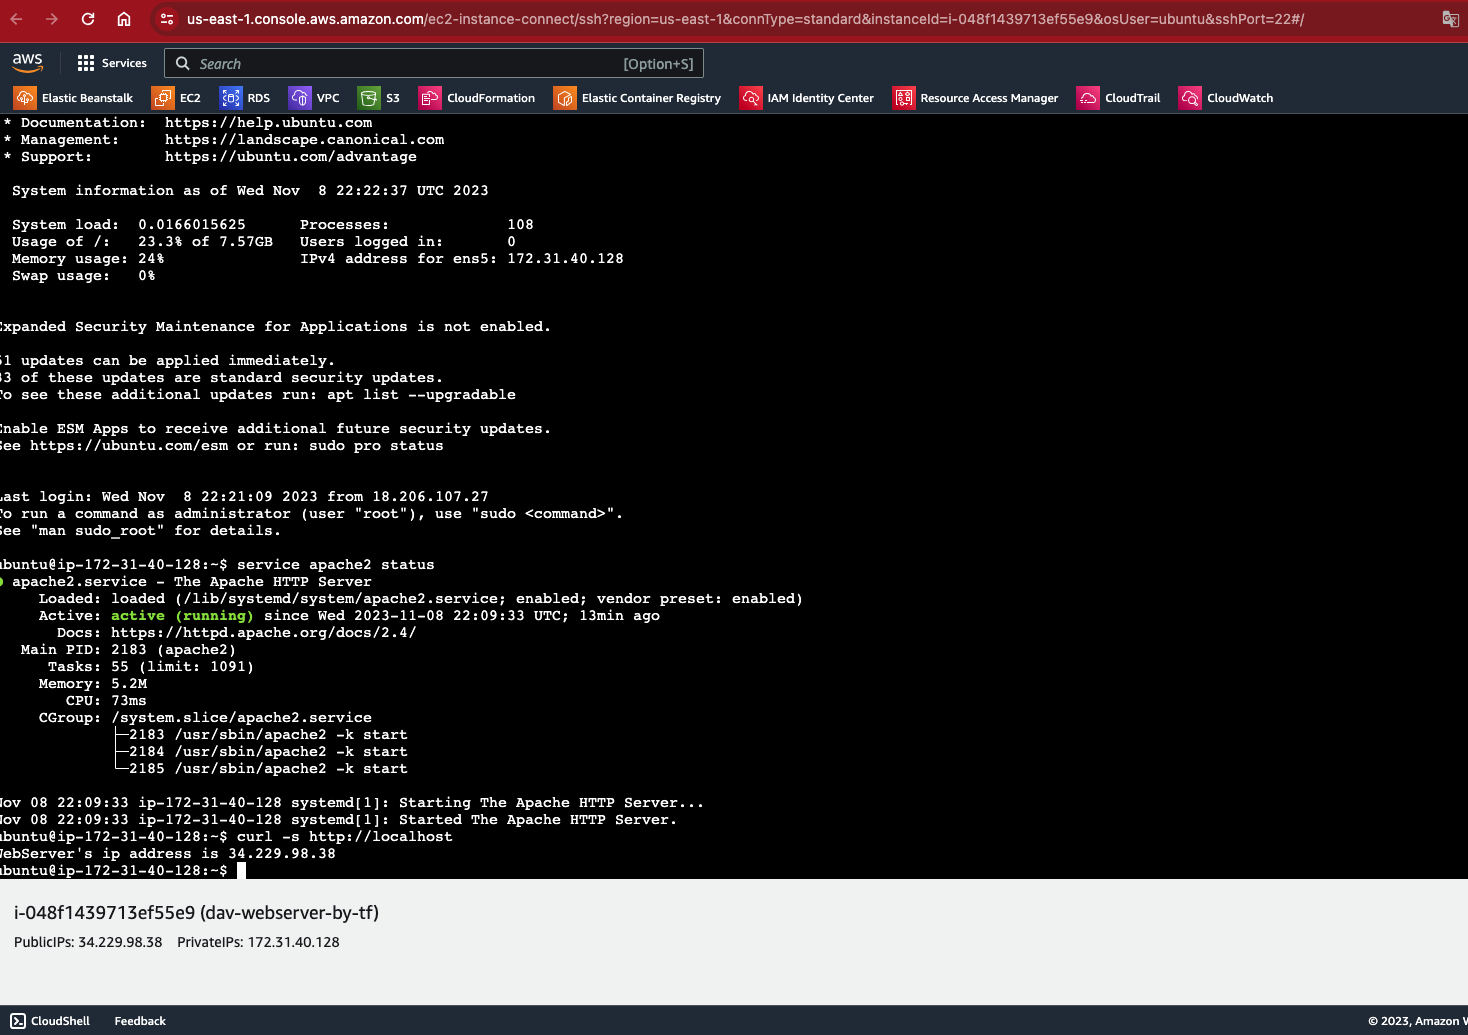 us-east-1.console.aws.amazon.com/ec2-instance-connect/ssh?region=us-east-1&connType=standard&instanceId=i-048f1439713ef55e9&osUser=ubuntu&sshPort=22#/
aws Services Search [Option+S]
Elastic Beanstalk EC2 RDS VPC S3 CloudFormation Elastic Container Registry IAM Identity Center Resource Access Manager CloudTrail CloudWatch
* Documentation:  https://help.ubuntu.com
* Management:     https://landscape.canonical.com
* Support:        https://ubuntu.com/advantage
System information as of Wed Nov  8 22:22:37 UTC 2023
System load:  0.0166015625      Processes:             108
Usage of /:   23.3% of 7.57GB   Users logged in:       0
Memory usage: 24%               IPv4 address for ens5: 172.31.40.128
Swap usage:   0%
Expanded Security Maintenance for Applications is not enabled.
51 updates can be applied immediately.
33 of these updates are standard security updates.
To see these additional updates run: apt list --upgradable
Enable ESM Apps to receive additional future security updates.
See https://ubuntu.com/esm or run: sudo pro status
Last login: Wed Nov  8 22:21:09 2023 from 18.206.107.27
To run a command as administrator (user "root"), use "sudo <command>".
See "man sudo_root" for details.
ubuntu@ip-172-31-40-128:~$ service apache2 status
● apache2.service - The Apache HTTP Server
Loaded: loaded (/lib/systemd/system/apache2.service; enabled; vendor preset: enabled)
Active: active (running) since Wed 2023-11-08 22:09:33 UTC; 13min ago
Docs: https://httpd.apache.org/docs/2.4/
Main PID: 2183 (apache2)
Tasks: 55 (limit: 1091)
Memory: 5.2M
CPU: 73ms
CGroup: /system.slice/apache2.service
├─2183 /usr/sbin/apache2 -k start
├─2184 /usr/sbin/apache2 -k start
└─2185 /usr/sbin/apache2 -k start
Nov 08 22:09:33 ip-172-31-40-128 systemd[1]: Starting The Apache HTTP Server...
Nov 08 22:09:33 ip-172-31-40-128 systemd[1]: Started The Apache HTTP Server.
ubuntu@ip-172-31-40-128:~$ curl -s http://localhost
WebServer's ip address is 34.229.98.38
ubuntu@ip-172-31-40-128:~$
i-048f1439713ef55e9 (dav-webserver-by-tf)
PublicIPs: 34.229.98.38 PrivateIPs: 172.31.40.128
CloudShell Feedback © 2023, Amazon